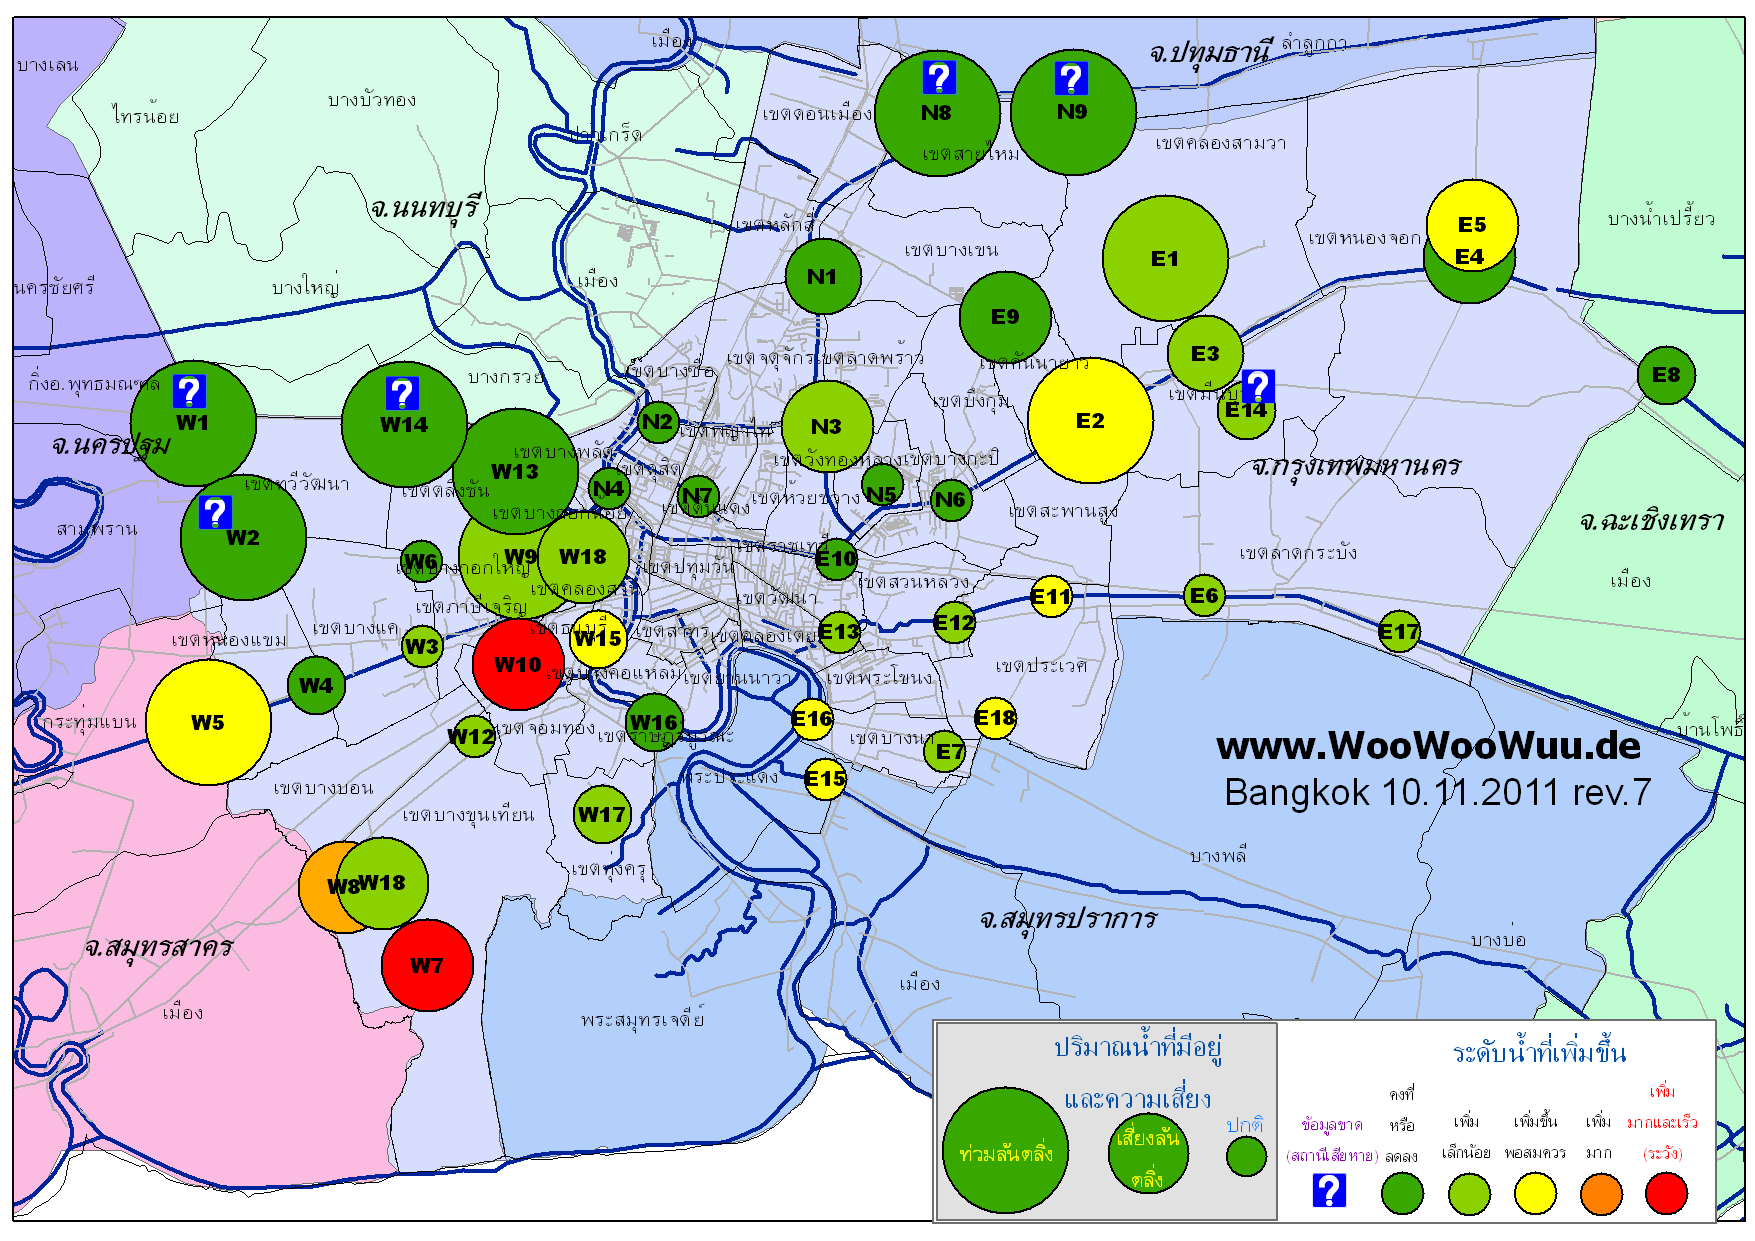 เมือง
จ.ปทุมธานี
ลำลูกกา
บางเลน
ไทรน้อย
บางบัวทอง
ปากเกร็ด
เขตดอนเมือง
N8
N9
เขตสายไหม
เขตคลองสามวา
จ.นนทบุรี
เขตหลักสี่
เขตบางเขน
เขตหนองจอก
E5
E4
บางน้ำเปรี้ยว
นครชัยศรี
บางใหญ่
เมือง
N1
E1
E9
E3
เขตบางซื่อ
เขตจตุจักร
เขตลาดพร้าว
เขตคันนายาว
กิ่งอ.พุทธมณฑล
บางกรวย
เขตบึงกุ่ม
E8
W1
W14
N2
เขตพญาไท
N3
E2
E14
จ.นครปฐม
เขตบางพลัด
เขตวังทองหลาง
เขตบางกะปิ
จ.กรุงเทพมหานคร
W13
เขตดุสิต
เขตทวีวัฒนา
เขตตลิ่งชัน
N4
N7
เขตดินแดง
เขตห้วยขวาง
N5
N6
เขตสะพานสูง
จ.ฉะเชิงเทรา
สามพราน
W2
เขตบางกอกน้อย
เขตราชเทวี
W6
เขตบางกอกใหญ่
W9
W18
เขตปทุมวัน
E10
เขตสวนหลวง
เขตลาดกระบัง
เมือง
เขตคลองสาน
เขตภาษีเจริญ
เขตวัฒนา
E11
E6
เขตหนองแขม
เขตบางแค
W3
เขตธนบุรี
W15
เขตสาทร
เขตคลองเตย
E13
E12
E17
W4
W10
เขตบางคอแหลม
เขตยานนาวา
เขตพระโขนง
เขตประเวศ
กระทุ่มแบน
W5
W12
เขตจอมทอง
W16
เขตราษฎร์บูรณะ
E16
เขตบางนา
E7
E18
บ้านโพธิ์
www.WooWooWuu.de
Bangkok 10.11.2011 rev.7
เขตบางบอน
พระประแดง
E15
เขตบางขุนเทียน
W17
เขตทุ่งครุ
บางพลี
W8
W18
จ.สมุทรสาคร
W7
จ.สมุทรปราการ
บางบ่อ
เมือง
พระสมุทรเจดีย์
เมือง
ปริมาณน้ำที่มีอยู่
และความเสี่ยง
ท่วมล้นตลิ่ง
เสี่ยงล้น
ตลิ่ง
ปกติ
ระดับน้ำที่เพิ่มขึ้น
ข้อมูลขาด
(สถานีเสียหาย)
คงที่
หรือ
ลดลง
เพิ่ม
เล็กน้อย
เพิ่มขึ้น
พอสมควร
เพิ่ม
มาก
เพิ่ม
มากและเร็ว
(ระวัง)